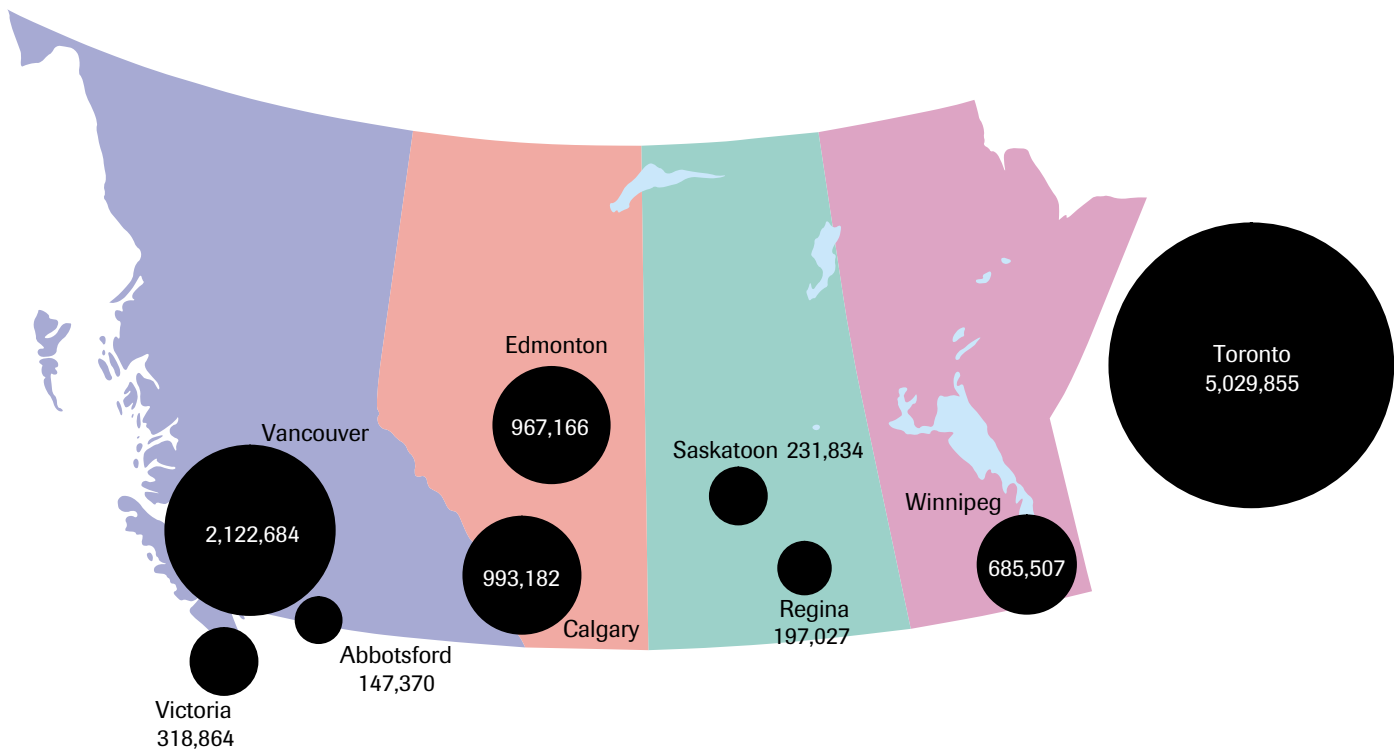 Edmonton
967,166
Toronto
5,029,855
Vancouver
2,122,684
Saskatoon 231,834
Winnipeg
685,507
993,182
Calgary
Regina
197,027
Abbotsford
147,370
Victoria
318,864